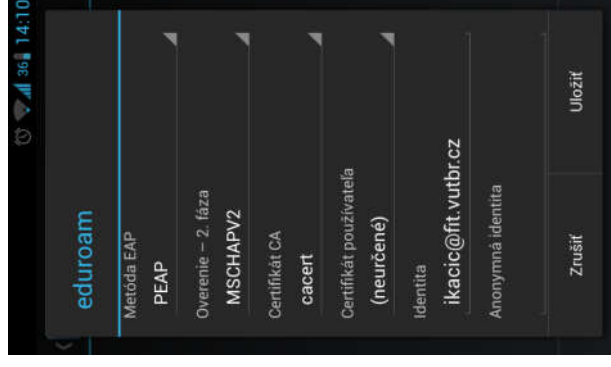 36 14:10
eduroam
Metóda EAP
PEAP
Overenie – 2. fáza
MSCHAPV2
Certifikát CA
cacert
Certifikát používateľa
(neurčené)
Identita
ikacic@fit.vutbr.cz
Anonymná identita
Zrušiť
Uložiť